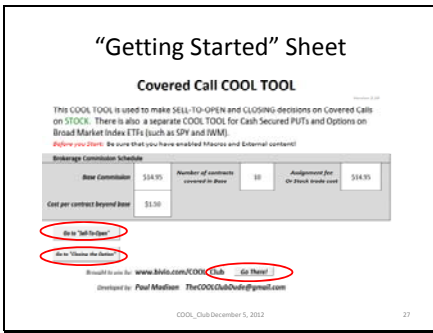 “Getting Started” Sheet
Covered Call COOL TOOL
This COOL TOOL is used to make SELL-TO-OPEN and CLOSING decisions on Covered Calls
on STOCK. There is also a separate COOL TOOL for Cash Secured PUTs and Options on
Broad Market Index ETFs (such as SPY and IWM).
Before you Start: Be sure that you have enabled Macros and External content!
Brokerage Commission Schedule
Base Commission $14.95 Number of contracts covered in Base 10 Assignment fee Or Stock trade cost $14.95
Cost per contract beyond base $1.50
Go to "Sell-To-Open"
Go to "Closing the Option"
Brought to you by: www.bivio.com/COOL Club Go There!
Developed by: Paul Madison TheCOOLClubDude@gmail.com
COOL_Club December 5, 2012 27